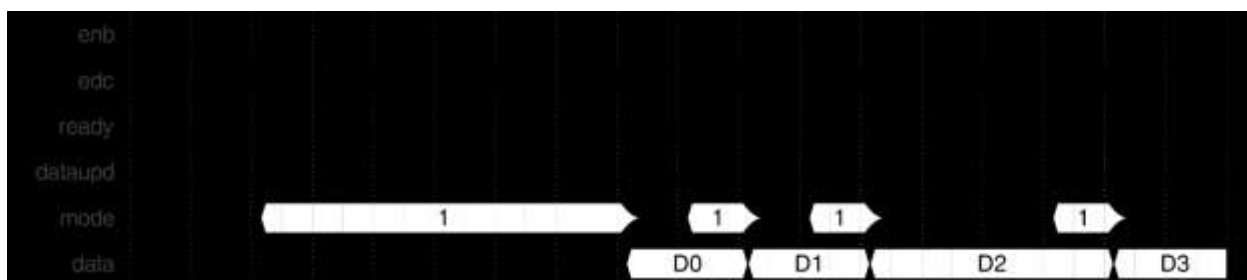 enb
edc
ready
dataupd
mode 1 1 1 1
data D0 D1 D2 D3